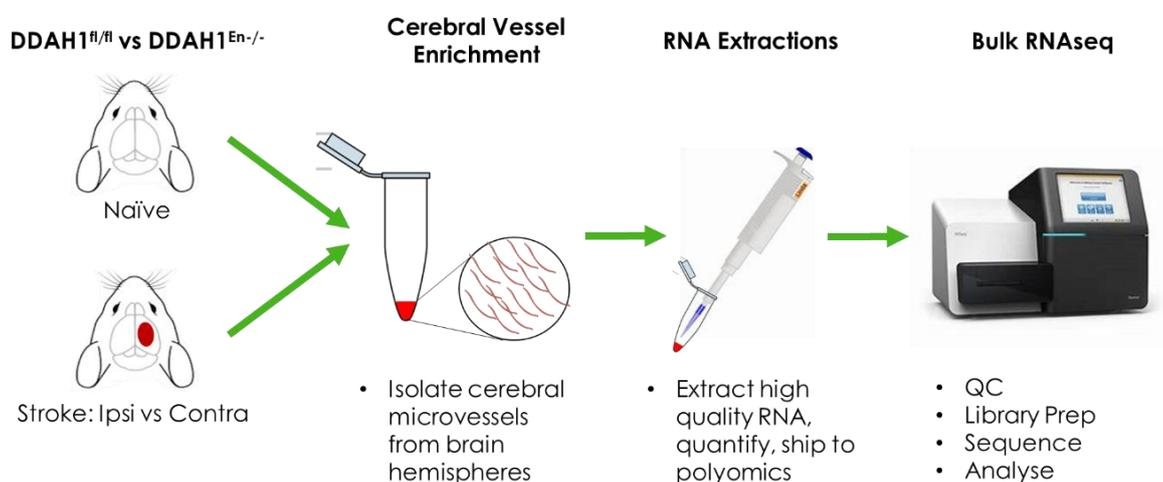 DDAH1fl/fl vs DDAH1En-/-
Naïve
Stroke: Ipsi vs Contra
Cerebral Vessel
Enrichment
• Isolate cerebral
microvessels
from brain
hemispheres
RNA Extractions
• Extract high
quality RNA,
quantify, ship to
polyomics
Bulk RNAseq
• QC
• Library Prep
• Sequence
• Analyse